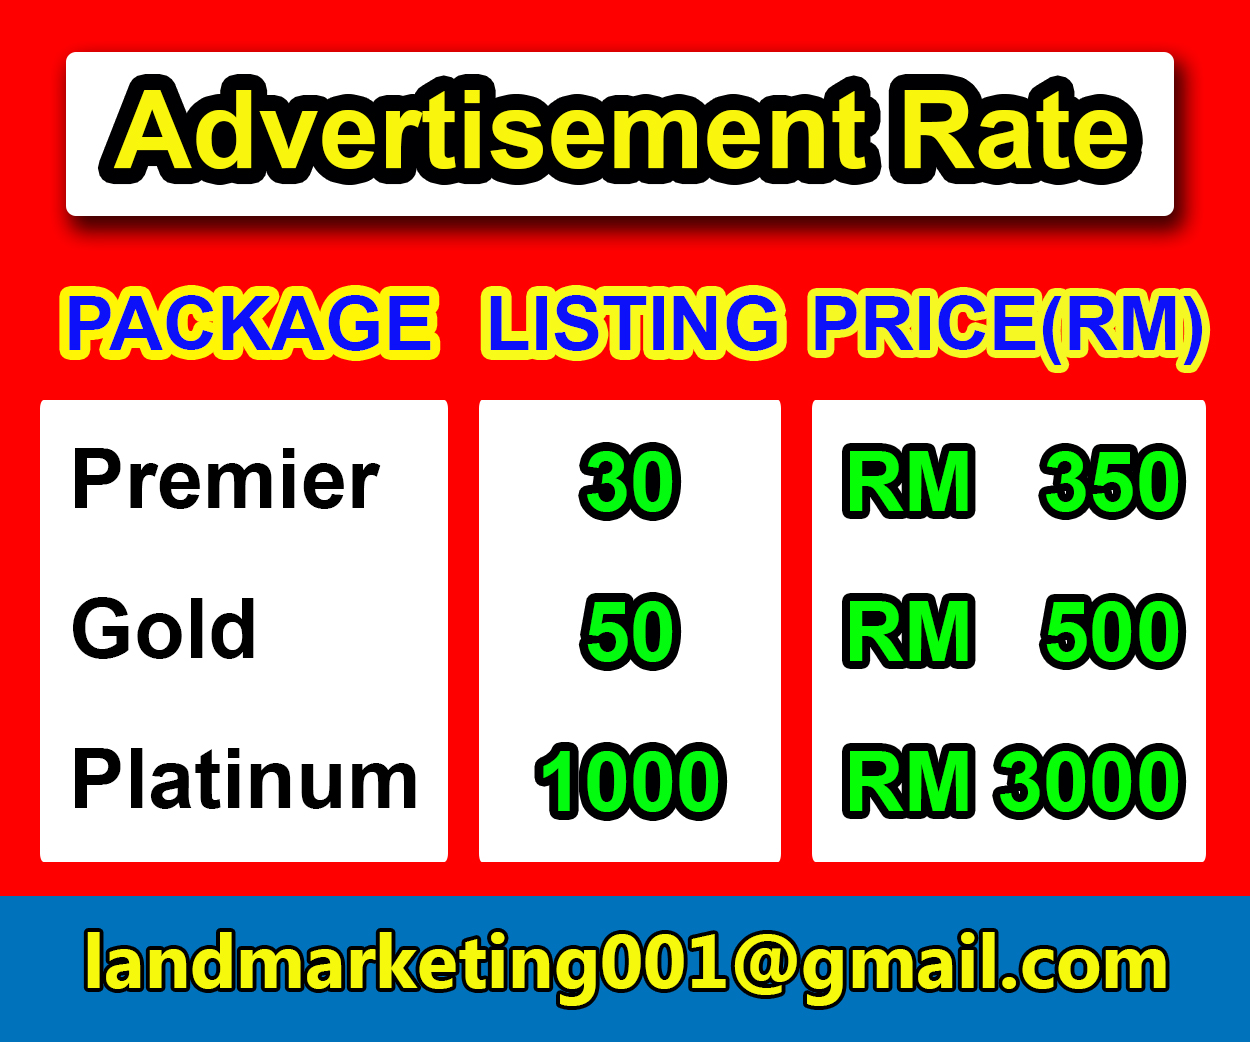 Advertisement Rate
PACKAGE LISTING PRICE(RM)
Premier 30 RM 350
Gold 50 RM 500
Platinum 1000 RM 3000
landmarketing001@gmail.com